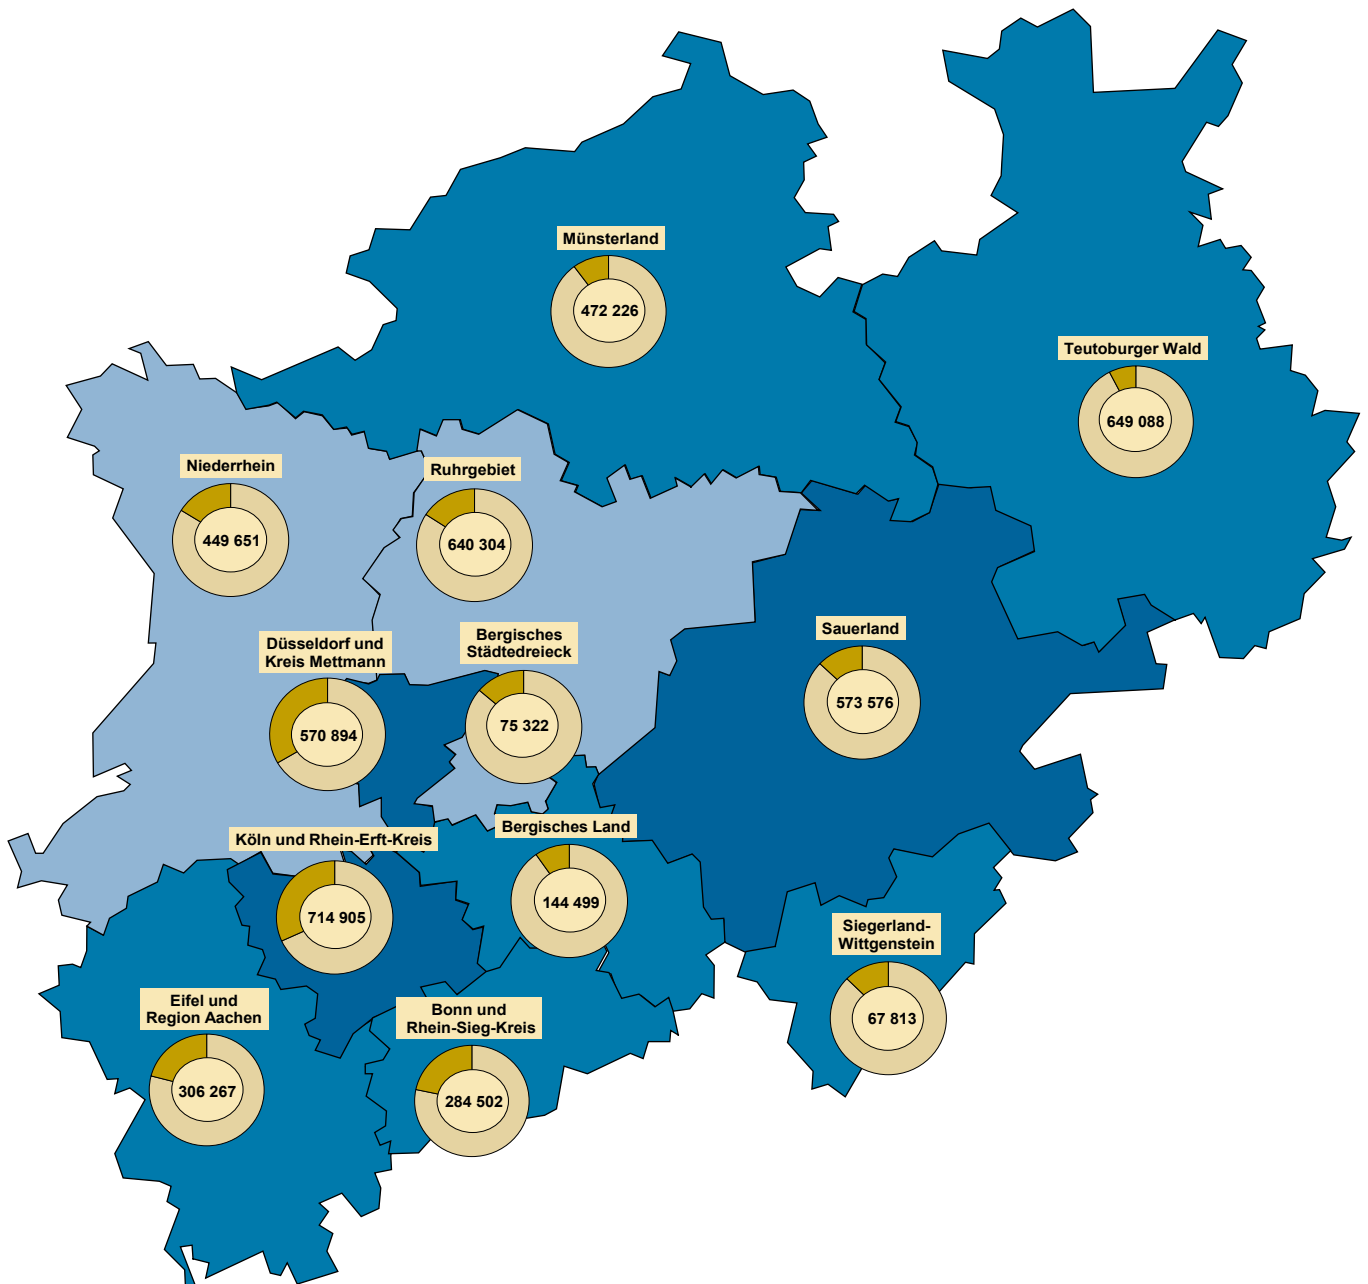 Münsterland
472 226
Teutoburger Wald
649 088
Niederrhein
449 651
Ruhrgebiet
640 304
Düsseldorf und
Kreis Mettmann
570 894
Bergisches
Städtedreieck
75 322
Sauerland
573 576
Köln und Rhein-Erft-Kreis
714 905
Bergisches Land
144 499
Siegerland-
Wittgenstein
67 813
Eifel und
Region Aachen
306 267
Bonn und
Rhein-Sieg-Kreis
284 502